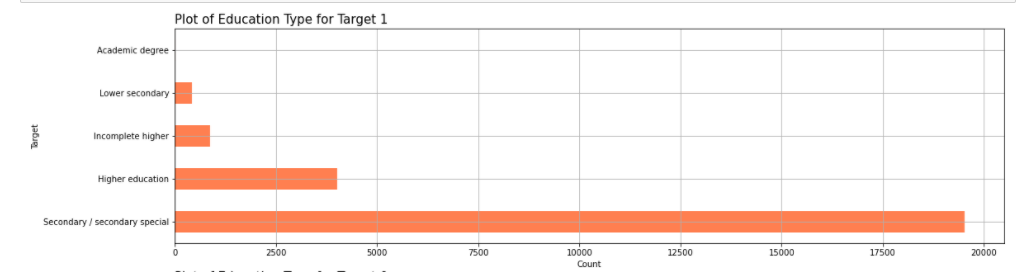 Plot of Education Type for Target 1
Academic degree
Lower secondary
Incomplete higher
Higher education
Secondary / secondary special
Target
0 2500 5000 7500 10000 12500 15000 17500 20000
Count